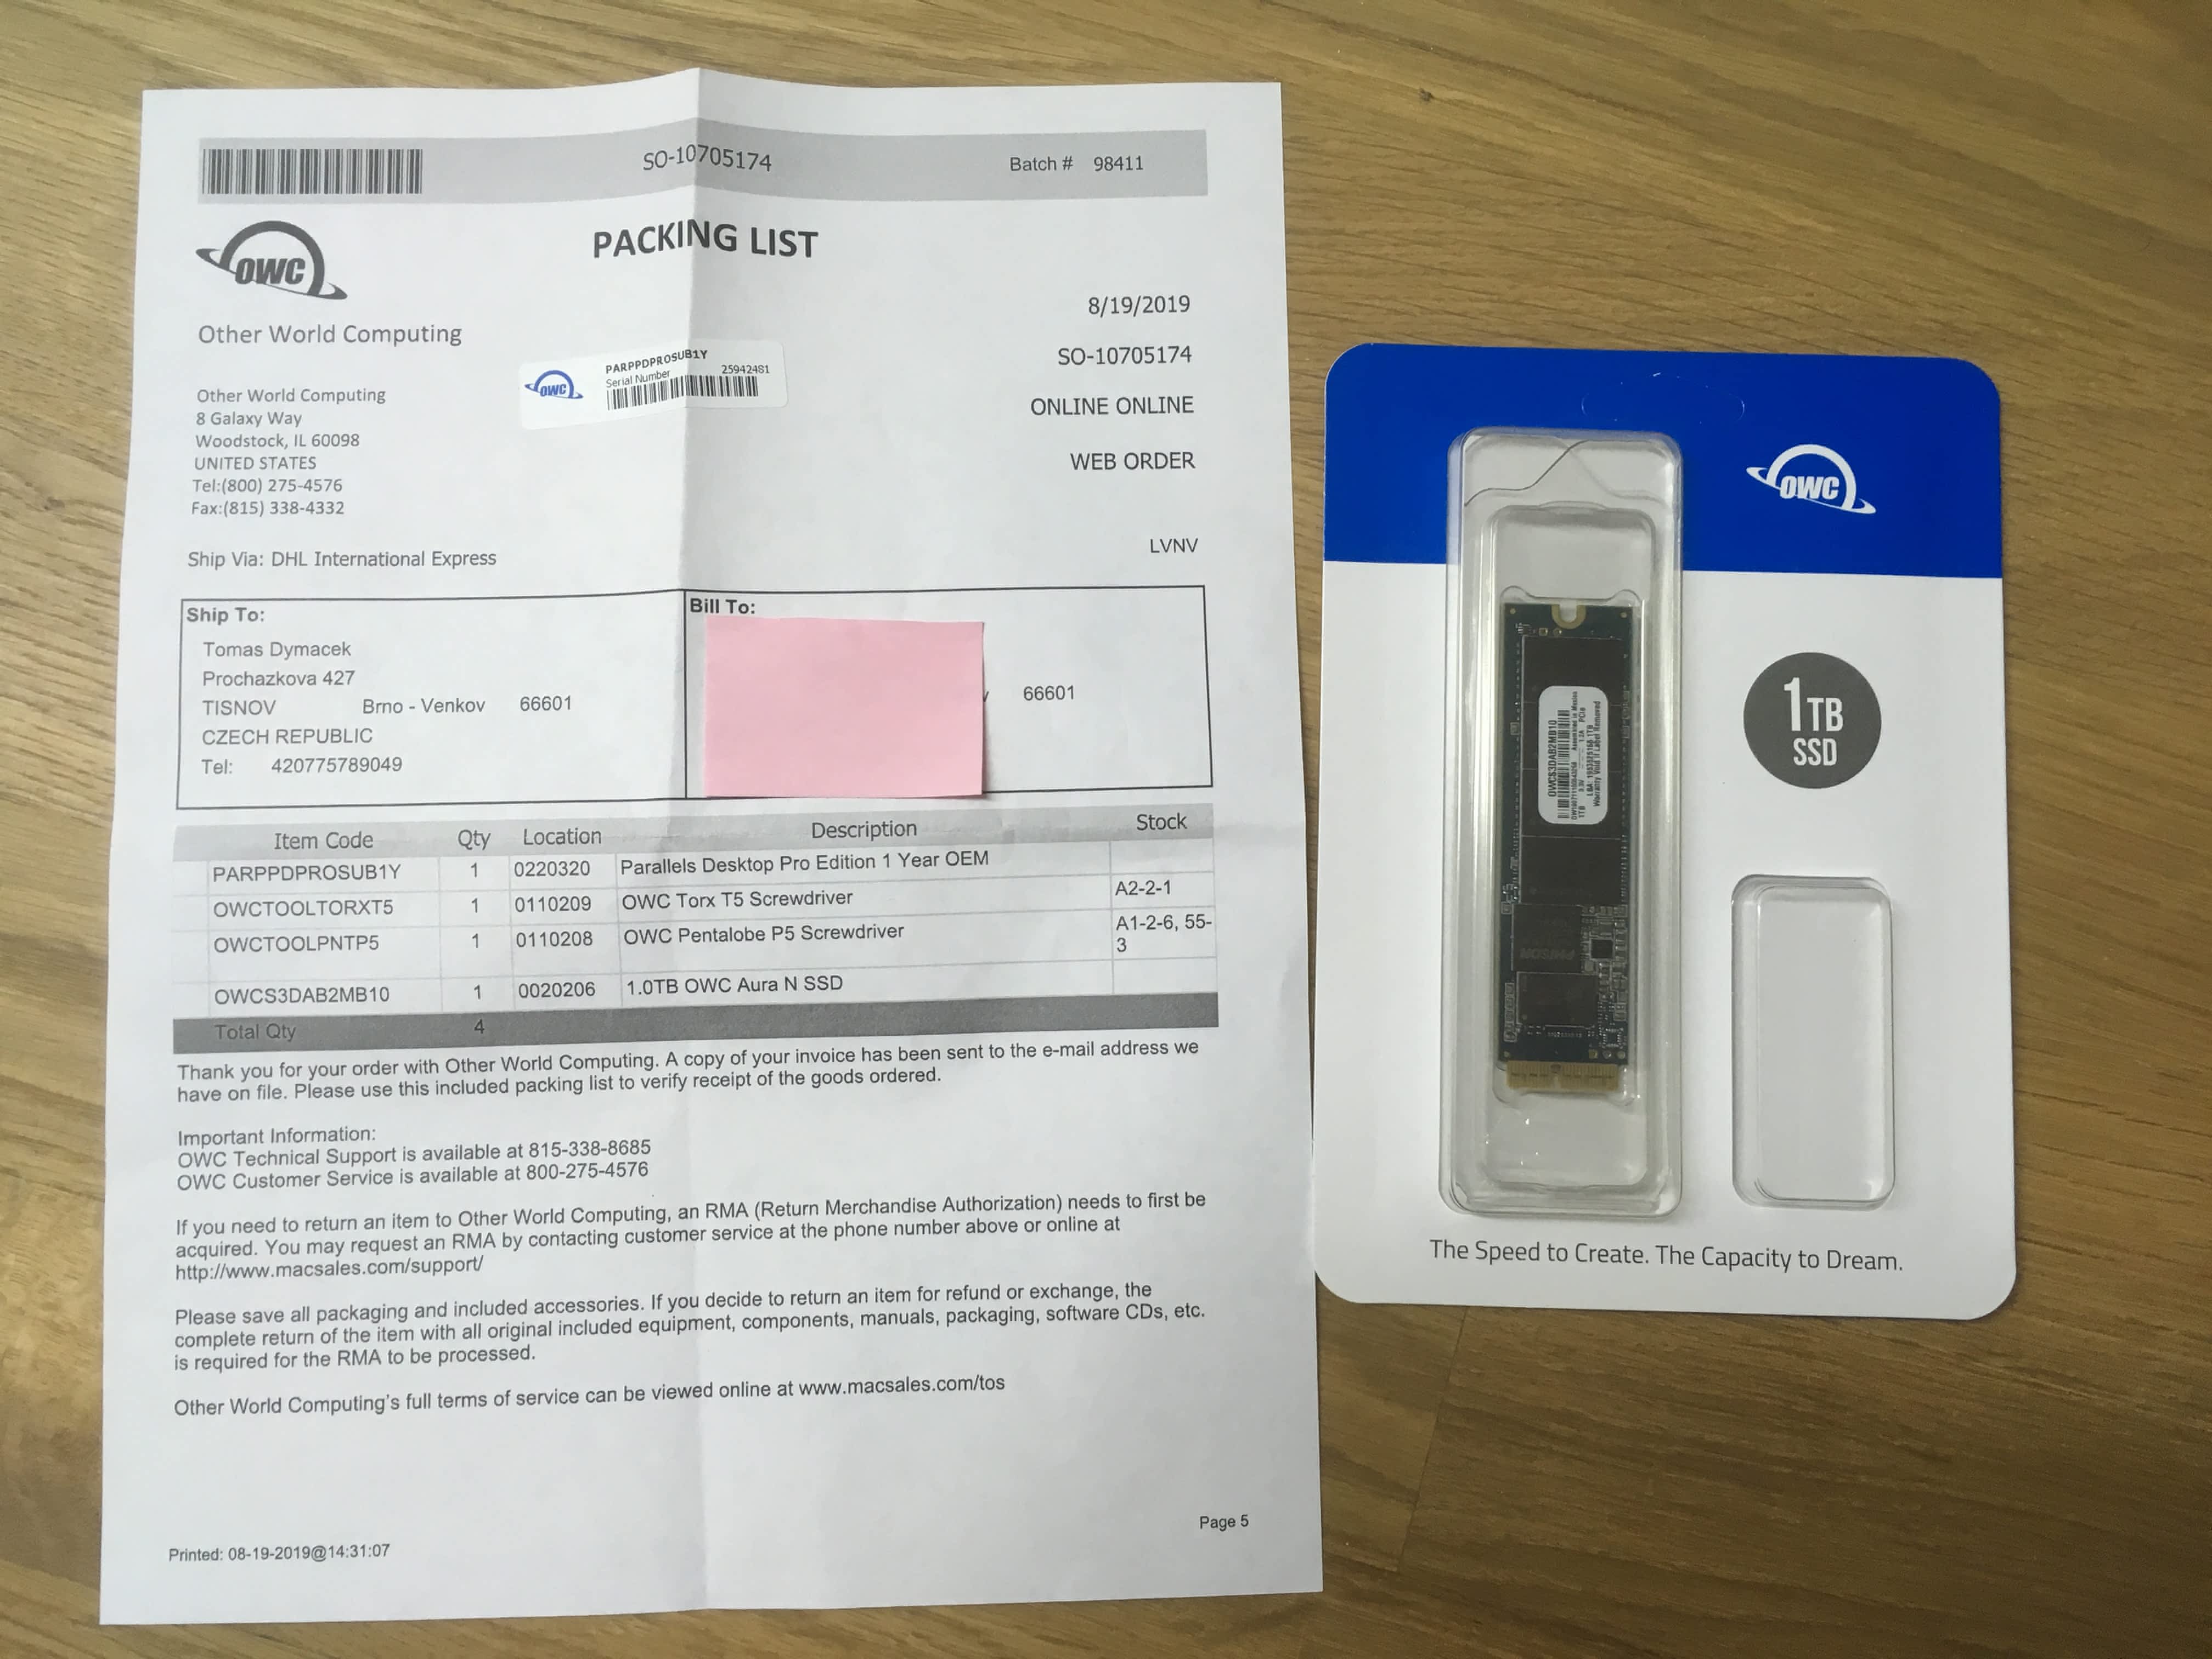 SO-10705174
Batch # 98411
OWC
PACKING LIST
8/19/2019
Other World Computing
SO-10705174
PARPPDPROSUB1Y
Serial Number 25942481
OWC
ONLINE ONLINE
Other World Computing
8 Galaxy Way
Woodstock, IL 60098
UNITED STATES
Tel:(800) 275-4576
Fax:(815) 338-4332
WEB ORDER
Ship Via: DHL International Express
LVNV
Ship To:
Tomas Dymacek
Prochazkova 427
TISNOV Brno - Venkov 66601
CZECH REPUBLIC
Tel: 420775789049
Bill To:
66601
Item Code Qty Location Description Stock
PARPPDPROSUB1Y 1 0220320 Parallels Desktop Pro Edition 1 Year OEM
OWCTOOLTORXT5 1 0110209 OWC Torx T5 Screwdriver A2-2-1
OWCTOOLPNTP5 1 0110208 OWC Pentalobe P5 Screwdriver A1-2-6, 55-
3
OWCS3DAB2MB10 1 0020206 1.0TB OWC Aura N SSD
Total Qty 4
Thank you for your order with Other World Computing. A copy of your invoice has been sent to the e-mail address we
have on file. Please use this included packing list to verify receipt of the goods ordered.
Important Information:
OWC Technical Support is available at 815-338-8685
OWC Customer Service is available at 800-275-4576
If you need to return an item to Other World Computing, an RMA (Return Merchandise Authorization) needs to first be
acquired. You may request an RMA by contacting customer service at the phone number above or online at
http://www.macsales.com/support/
Please save all packaging and included accessories. If you decide to return an item for refund or exchange, the
complete return of the item with all original included equipment, components, manuals, packaging, software CDs, etc.
is required for the RMA to be processed.
Other World Computing's full terms of service can be viewed online at www.macsales.com/tos
Page 5
Printed: 08-19-2019@14:31:07
OWC
1TB
SSD
OWCS3DAB2MB10
Assembled in Mexico
1TB
PCIe
Warranty Void if Label Removed
PHISON
The Speed to Create. The Capacity to Dream.